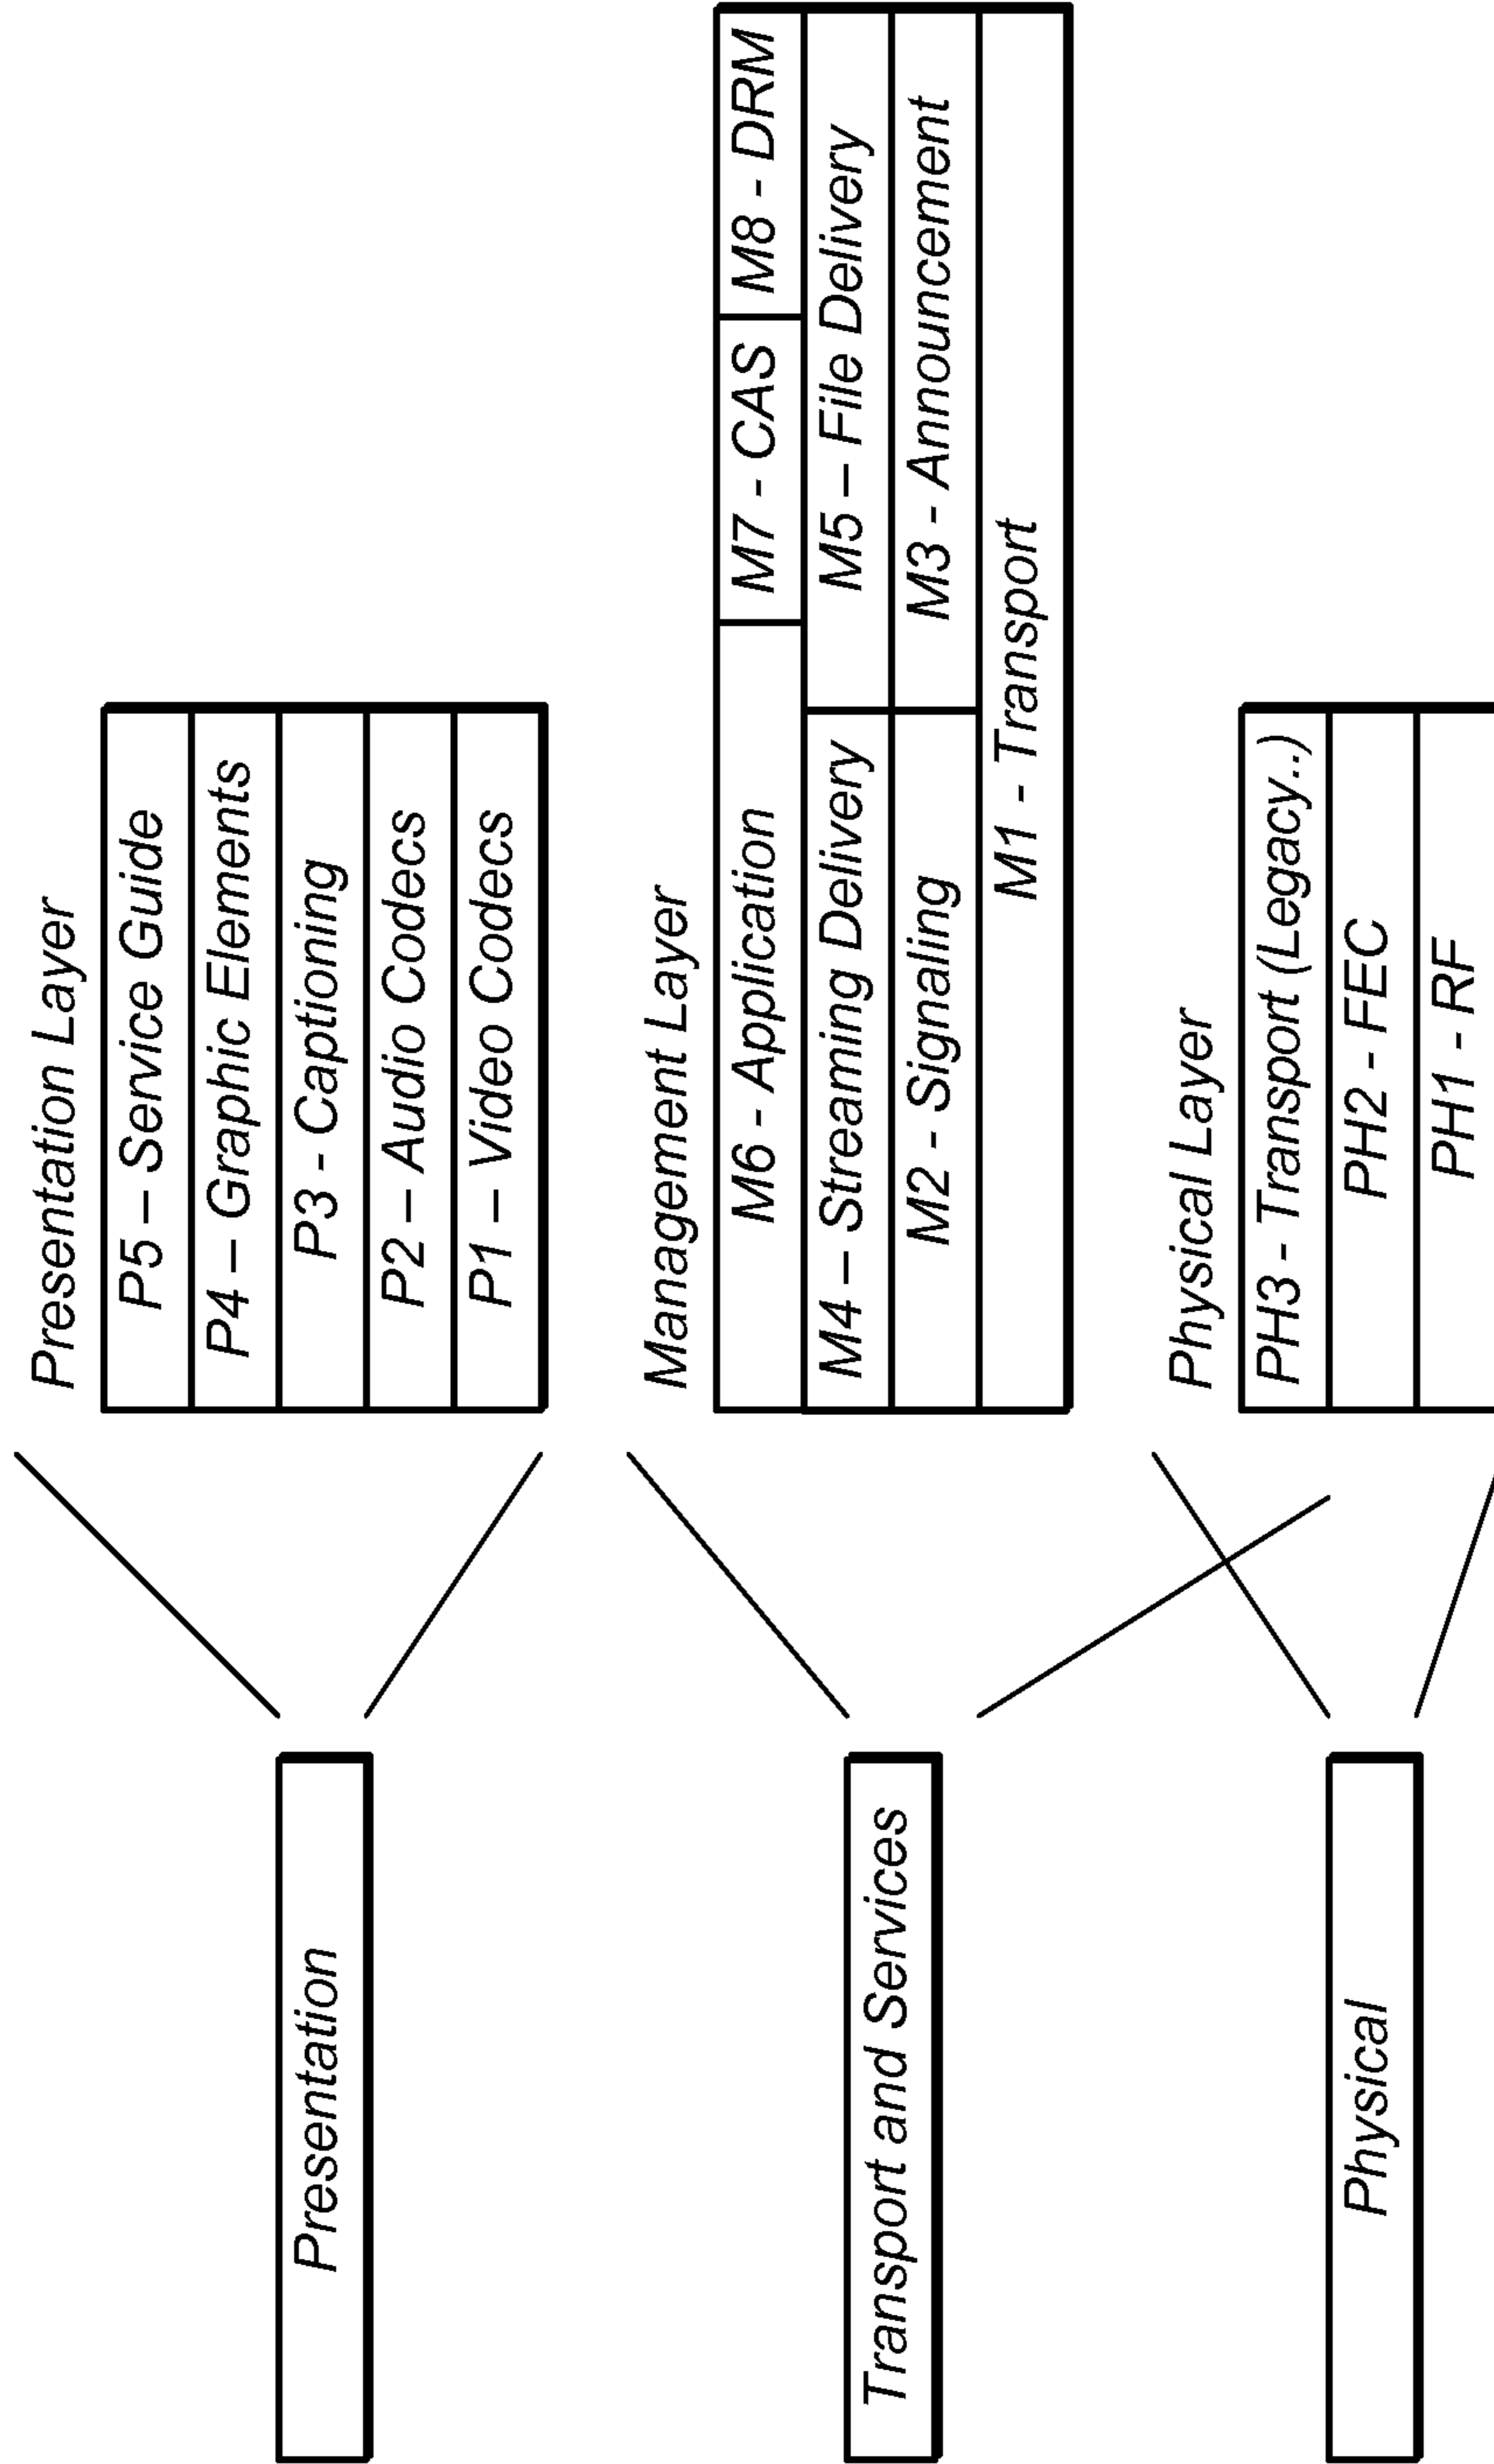 Presentation
Presentation Layer
P5 – Service Guide
P4 – Graphic Elements
P3 - Captioning
P2 – Audio Codecs
P1 – Video Codecs
Transport and Services
Management Layer
M6 - Application
M7 - CAS
M8 - DRM
M4 – Streaming Delivery
M5 – File Delivery
M2 - Signaling
M3 - Announcement
M1 - Transport
Physical
Physical Layer
PH3 - Transport (Legacy..)
PH2 - FEC
PH1 - RF